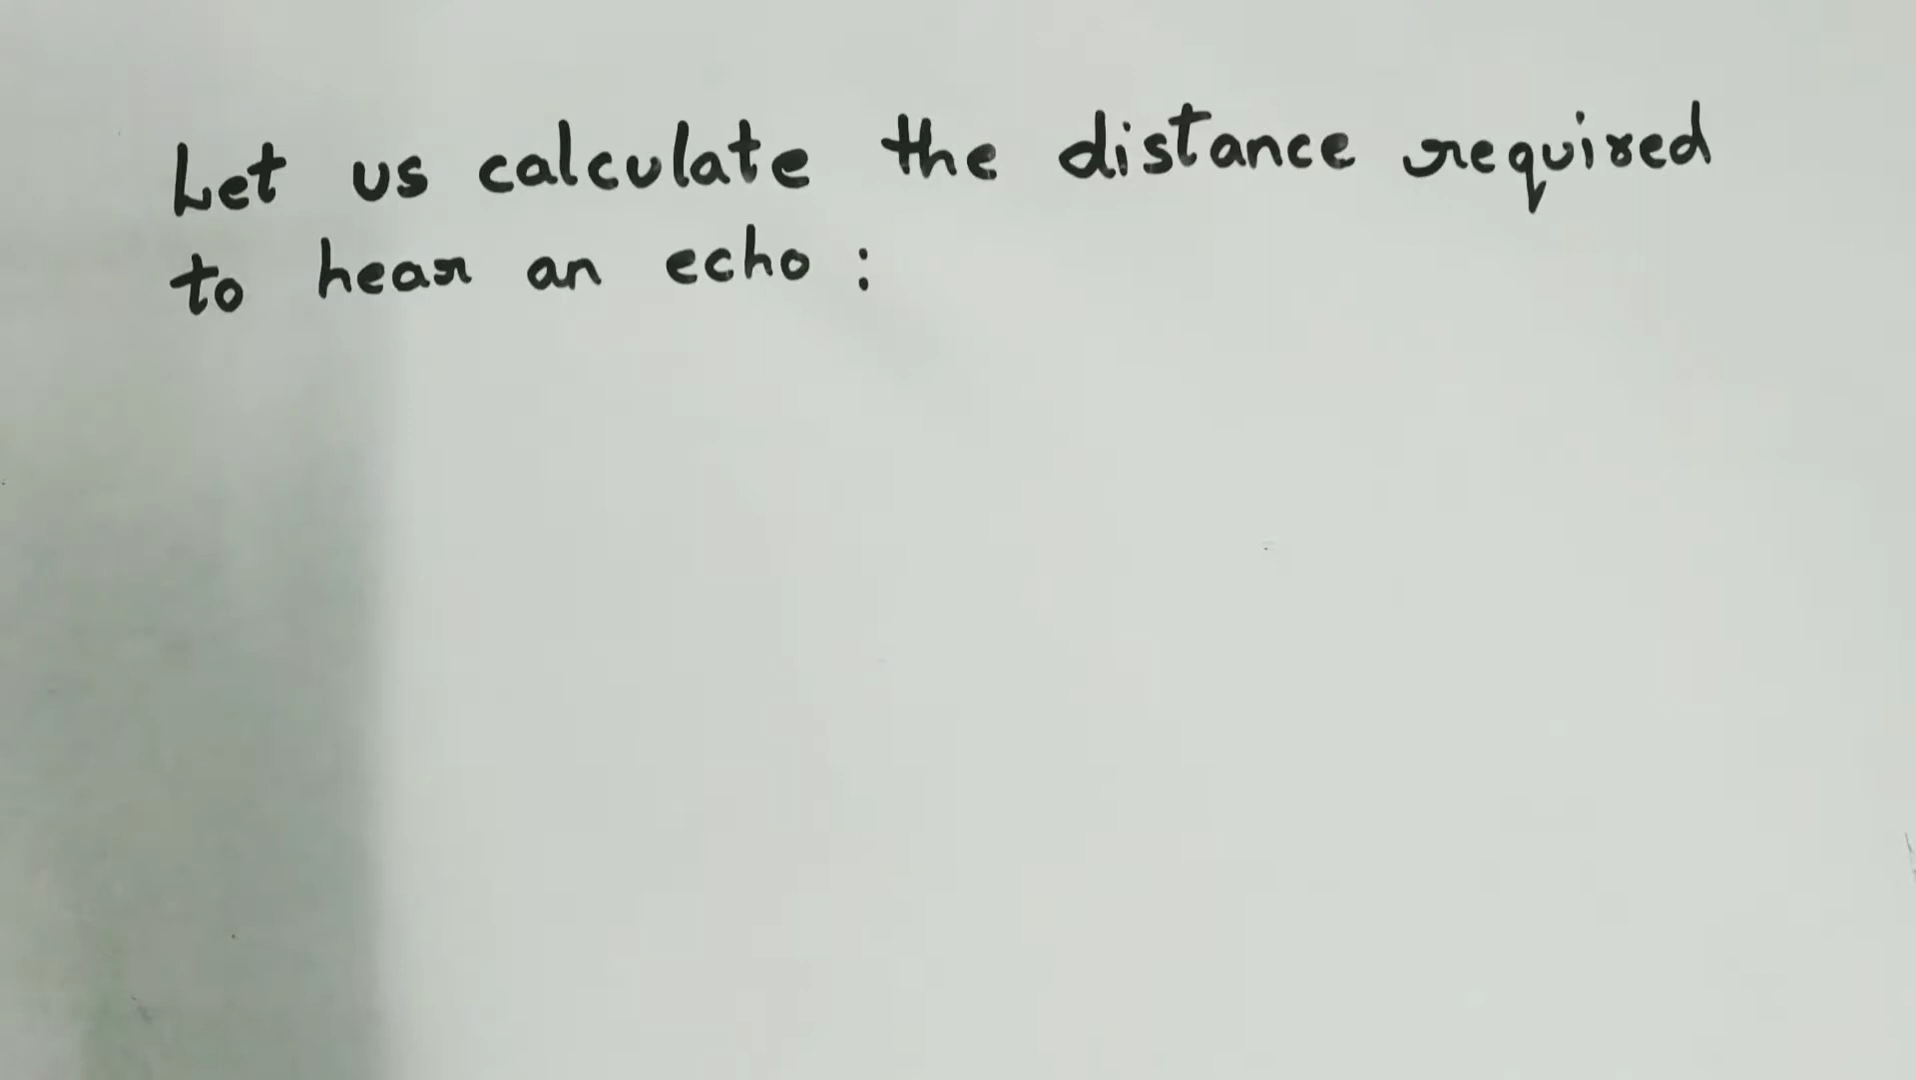 Let us calculate the distance required
to hear an echo :